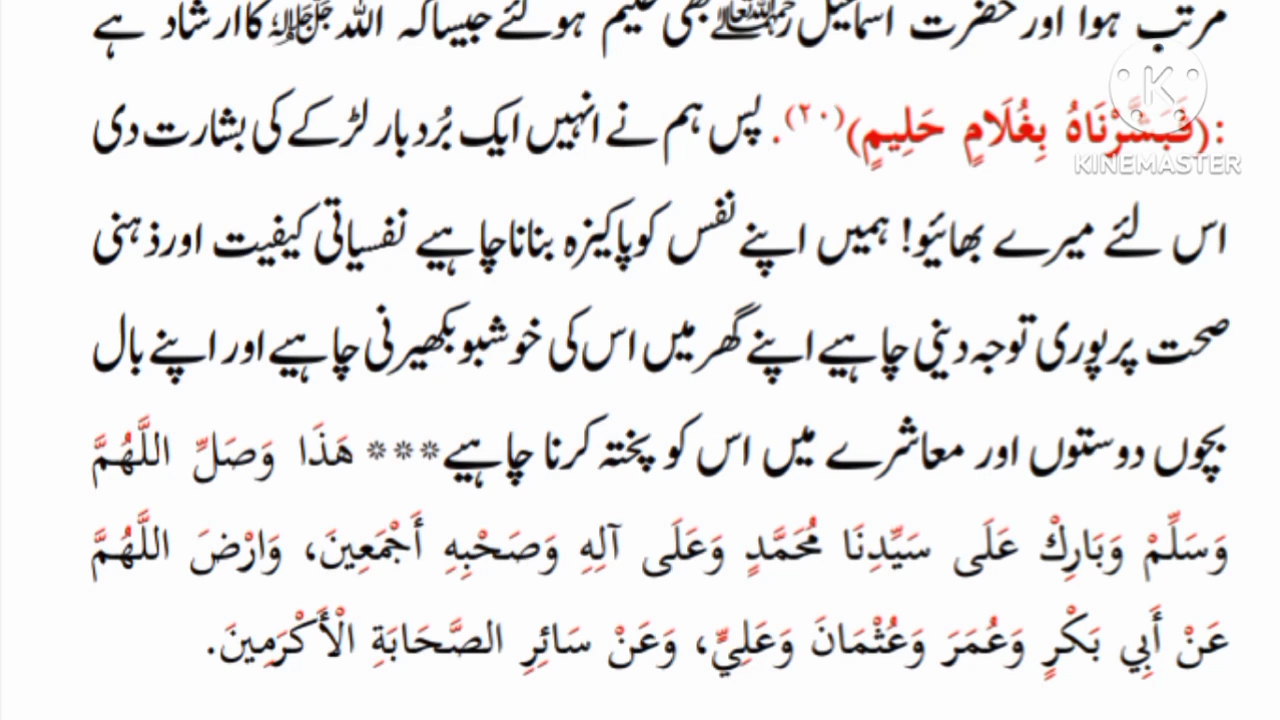 مرتب ہوا اور حضرت اسماعیل بھی حلیم ہوئے جیساکہ اللہ ﷻ کا ارشاد ہے
:(فَبَشَّرْنَاهُ بِغُلَامٍ حَلِيمٍ)(٢٠). پس ہم نے انہیں ایک بُردبار لڑکے کی بشارت دی
اس لئے میرے بھائیو! ہمیں اپنے نفس کو پاکیزہ بنانا چاہیے نفسیاتی کیفیت اور ذہنی
صحت پر پوری توجہ دینی چاہیے اپنے گھر میں اس کی خوشبو بکھیرنی چاہیے اور اپنے بال
بچوں دوستوں اور معاشرے میں اس کو پختہ کرنا چاہیے*** هَذَا وَصَلِّ اللَّهُمَّ
وَسَلِّمْ وَبَارِكْ عَلَى سَيِّدِنَا مُحَمَّدٍ وَعَلَى آلِهِ وَصَحْبِهِ أَجْمَعِينَ، وَارْضَ اللَّهُمَّ
عَنْ أَبِي بَكْرٍ وَعُمَرَ وَعُثْمَانَ وَعَلِيٍّ، وَعَنْ سَائِرِ الصَّحَابَةِ الْأَكْرَمِينَ.
K
KINEMASTER